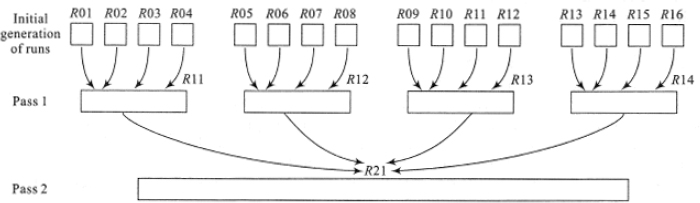 Initial generation of runs
R01 R02 R03 R04 R05 R06 R07 R08 R09 R10 R11 R12 R13 R14 R15 R16
Pass 1
R11 R12 R13 R14
R21
Pass 2